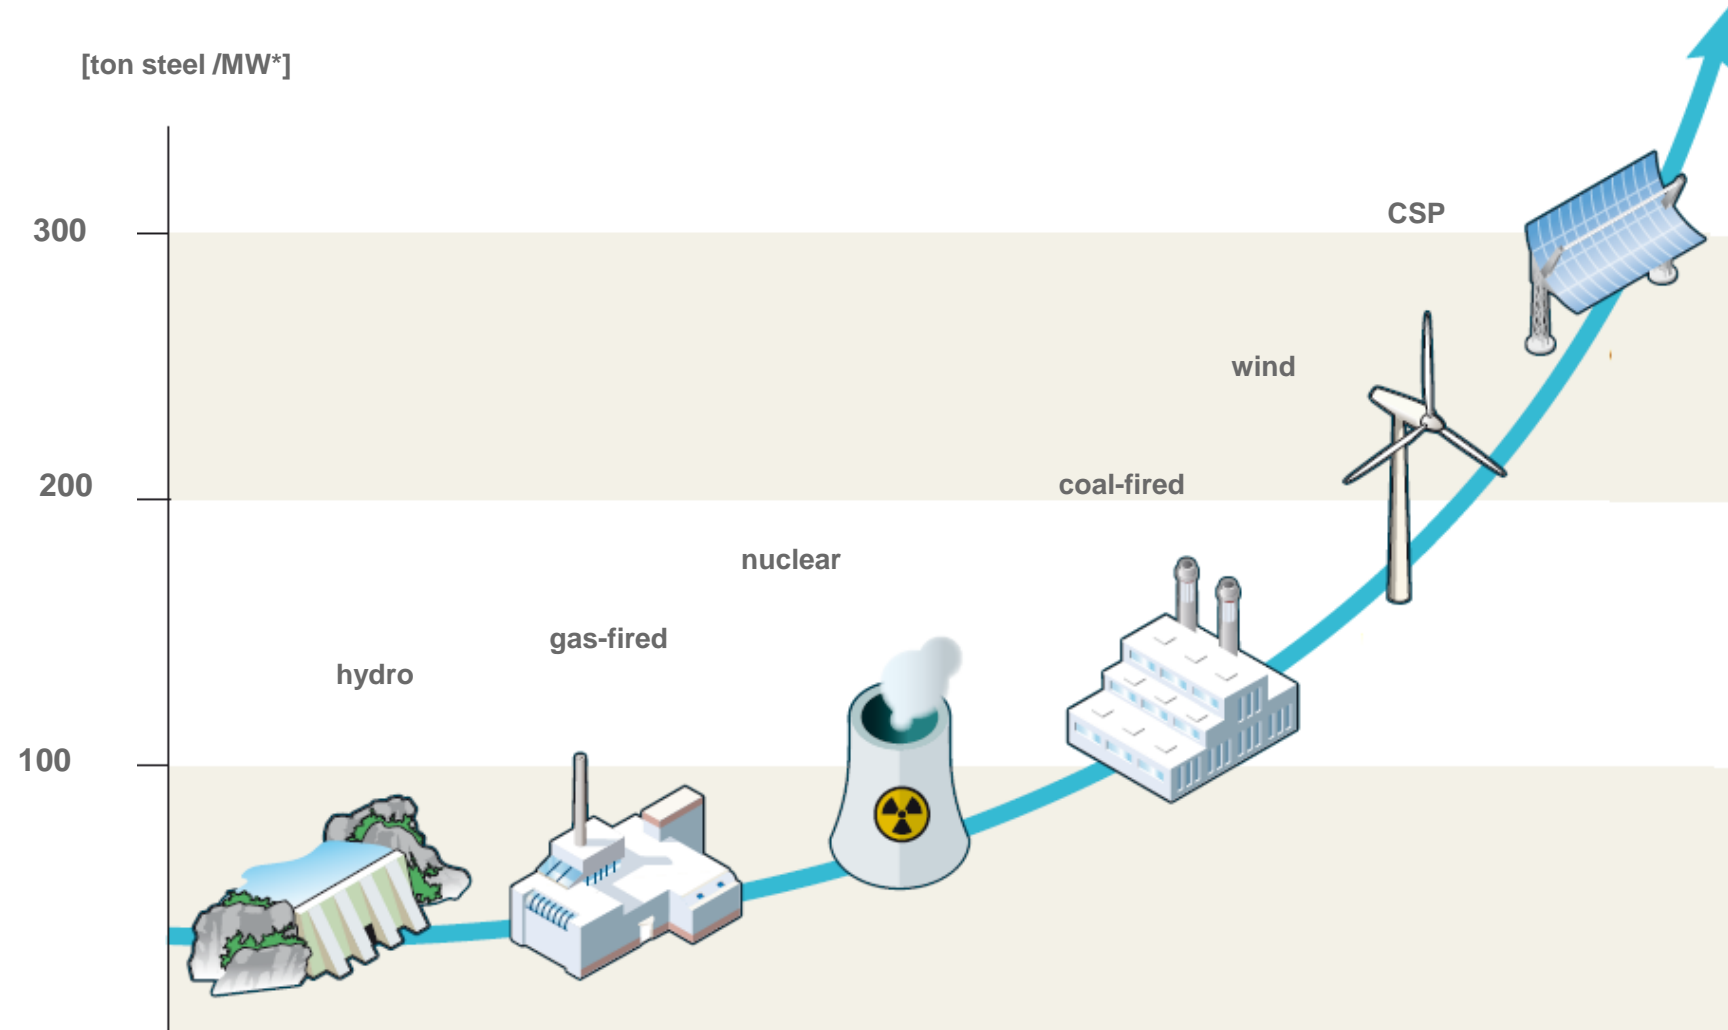 [ton steel /MW*]
300
CSP
wind
200
coal-fired
nuclear
gas-fired
hydro
100